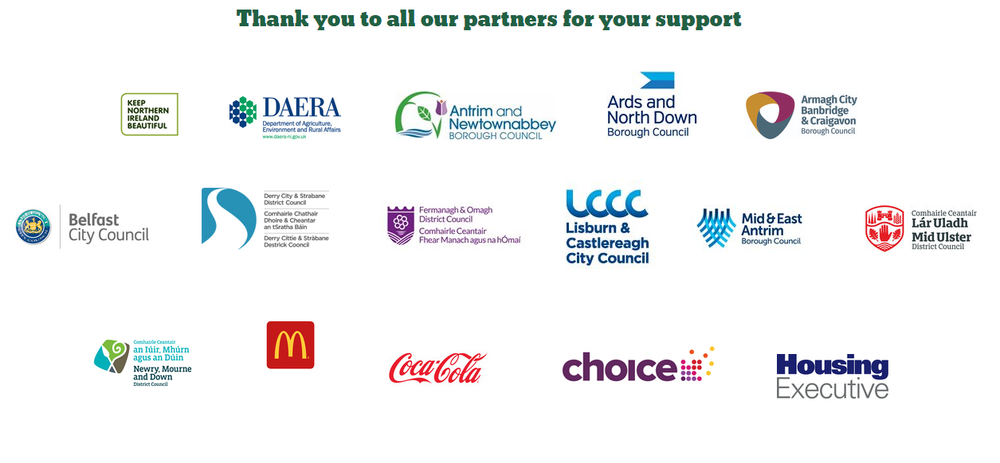 Thank you to all our partners for your support
KEEP
NORTHERN
IRELAND
BEAUTIFUL
DAERA
Department of Agriculture,
Environment and Rural Affairs
www.daera-ni.gov.uk
Antrim and
Newtownabbey
BOROUGH COUNCIL
Ards and
North Down
Borough Council
Armagh City
Banbridge
& Craigavon
Borough Council
Belfast
City Council
Derry City & Strabane
District Council
Comhairle Chathair
Dhoire & Cheantar
an tSratha Báin
Derry Cittie & Stràbane
Destrick Cooncil
Fermanagh & Omagh
District Council
Comhairle Ceantair
Fhear Manach agus na hÓmaí
LCCC
Lisburn &
Castlereagh
City Council
Mid & East
Antrim
Borough Council
Comhairle Ceantair
Lár Uladh
Mid Ulster
District Council
Comhairle Ceantair
an Iúir, Mhúrn
agus an Dúin
Newry, Mourne
and Down
District Council
M
Coca-Cola
choice
Housing
Executive